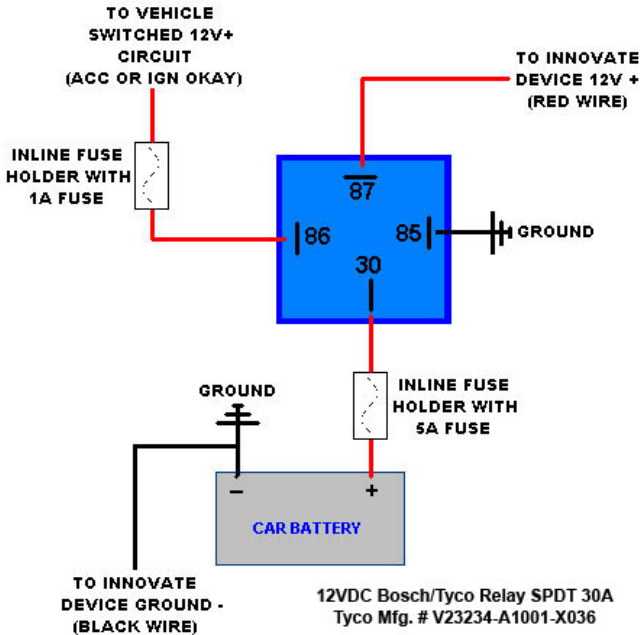 TO VEHICLE
SWITCHED 12V+
CIRCUIT
(ACC OR IGN OKAY)
TO INNOVATE
DEVICE 12V +
(RED WIRE)
INLINE FUSE
HOLDER WITH
1A FUSE
87
86
85
30
GROUND
GROUND
INLINE FUSE
HOLDER WITH
5A FUSE
-
+
CAR BATTERY
TO INNOVATE
DEVICE GROUND -
(BLACK WIRE)
12VDC Bosch/Tyco Relay SPDT 30A
Tyco Mfg. # V23234-A1001-X036